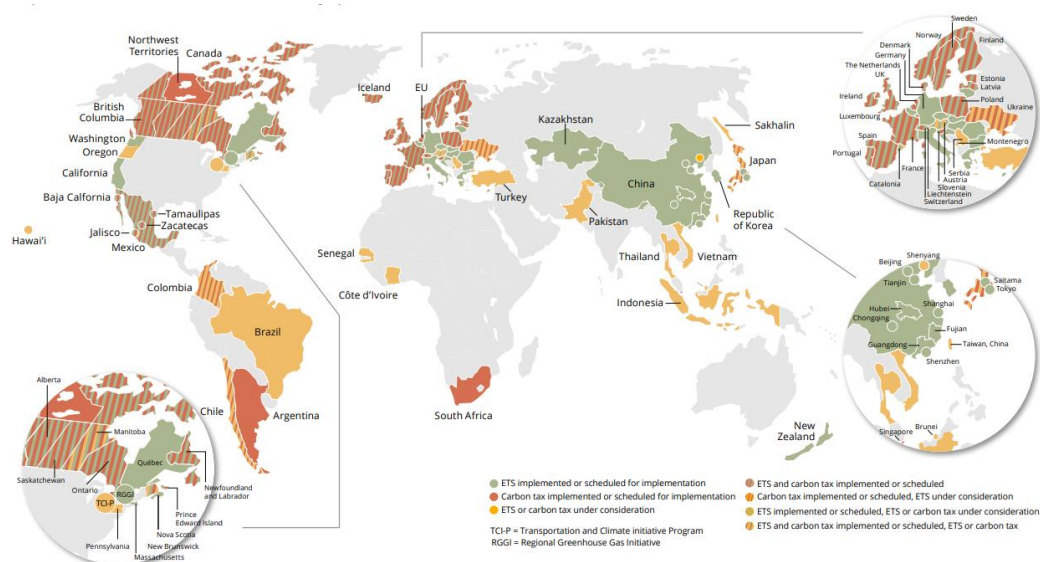 Northwest
Territories
Canada
British
Columbia
Washington
Oregon
California
Baja California
Hawai'i
Tamaulipas
Zacatecas
Jalisco
Mexico
Colombia
Brazil
Chile
Argentina
Iceland
EU
Kazakhstan
China
Turkey
Pakistan
Senegal
Côte d'Ivoire
South Africa
Thailand
Vietnam
Indonesia
Sakhalin
Japan
Republic
of Korea
New
Zealand
Sweden
Norway
Finland
Denmark
Germany
The Netherlands
UK
Ireland
Luxembourg
Spain
Portugal
Catalonia
France
Estonia
Latvia
Poland
Ukraine
Montenegro
Serbia
Austria
Slovenia
Liechtenstein
Switzerland
Beijing
Shenyang
Tianjin
Saitama
Tokyo
Shanghai
Hubei
Chongqing
Fujian
Guangdong
Taiwan, China
Shenzhen
Singapore
Brunei
Alberta
Manitoba
Québec
Saskatchewan
Ontario
Newfoundland
and Labrador
TCI-P
RGGI
Prince
Edward Island
Nova Scotia
Pennsylvania
New Brunswick
Massachusetts
ETS implemented or scheduled for implementation
Carbon tax implemented or scheduled for implementation
ETS or carbon tax under consideration
TCI-P = Transportation and Climate initiative Program
RGGI = Regional Greenhouse Gas Initiative
ETS and carbon tax implemented or scheduled
Carbon tax implemented or scheduled, ETS under consideration
ETS implemented or scheduled, ETS or carbon tax under consideration
ETS and carbon tax implemented or scheduled, ETS or carbon tax